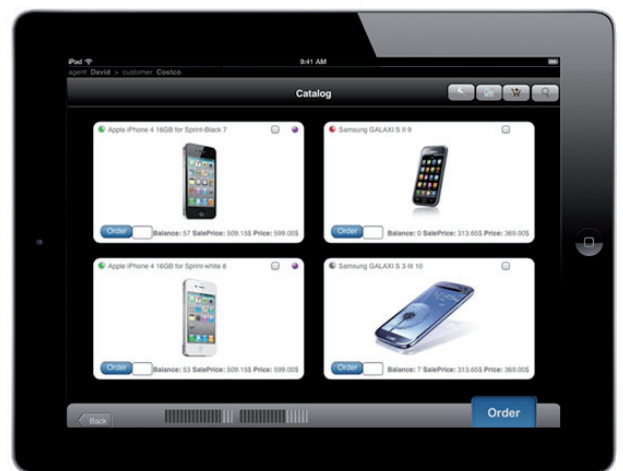 iPod 9:41 AM
agent David > customer Costco
Catalog
Apple iPhone 4 16GB for Sprint-Black 7
Order Balance: 57 SalePrice: 509.15$ Price: 599.00$
Samsung GALAXI S II 9
Order Balance: 0 SalePrice: 313.65$ Price: 369.00$
Apple iPhone 4 16GB for Sprint-white 8
Order Balance: 53 SalePrice: 509.15$ Price: 599.00$
Samsung GALAXI S 3 III 10
Order Balance: 7 SalePrice: 313.65$ Price: 369.00$
Back Order